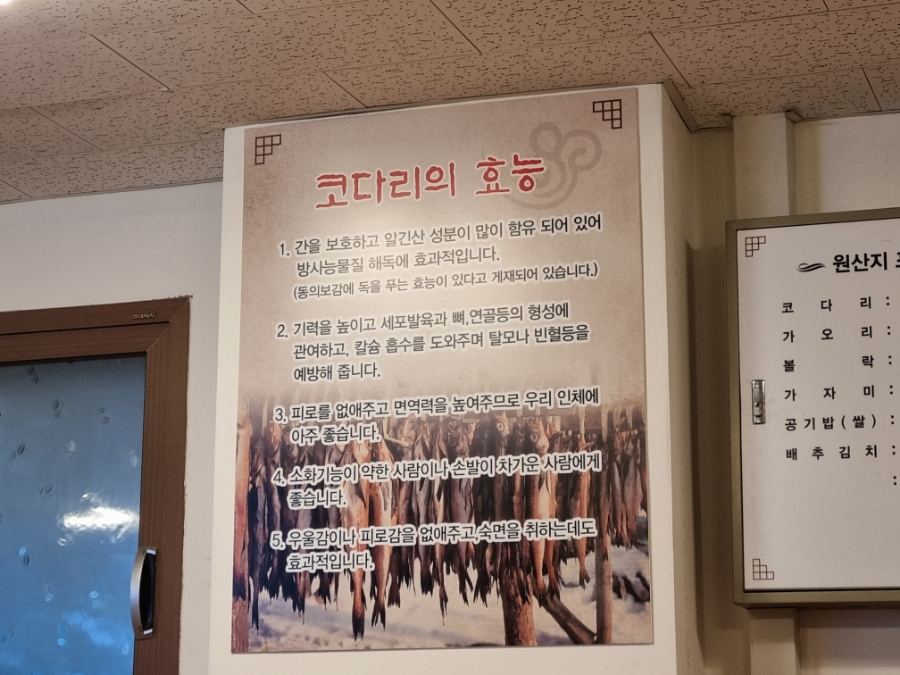 코다리의 효능
1. 간을 보호하고 알긴산 성분이 많이 함유 되어 있어
방사능물질 해독에 효과적입니다.
(동의보감에 독을 푸는 효능이 있다고 게재되어 있습니다.)
2. 기력을 높이고 세포발육과 뼈,연골등의 형성에
관여하고, 칼슘 흡수를 도와주며 탈모나 빈혈등을
예방해 줍니다.
3. 피로를 없애주고 면역력을 높여주므로 우리 인체에
아주 좋습니다.
4. 소화기능이 약한 사람이나 손발이 차가운 사람에게
좋습니다.
5. 우울감이나 피로감을 없애주고,숙면을 취하는데도
효과적입니다.
원산지
코 다 리 :
가 오 리 :
볼 락 :
가 자 미 :
공기밥(쌀) :
배추김치 :
: